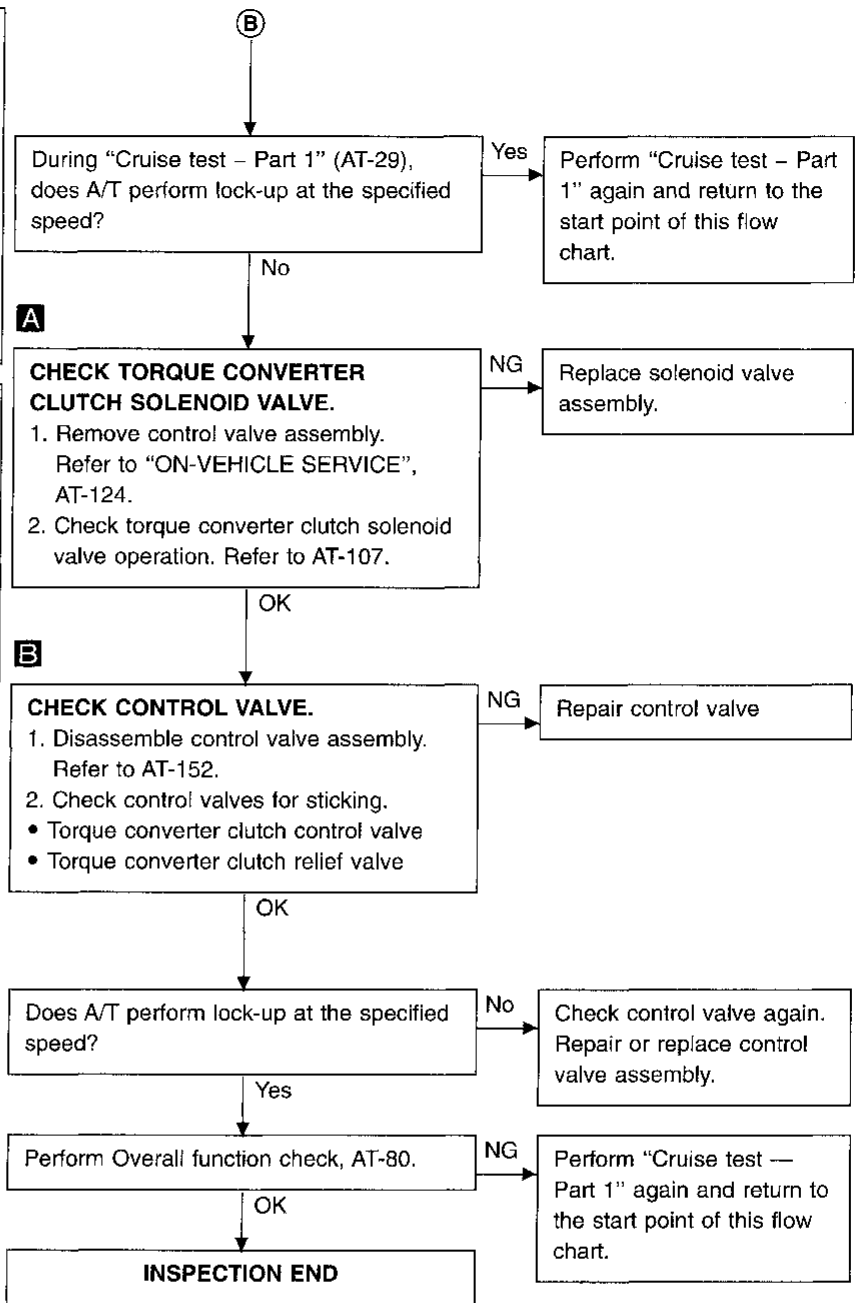 B
During “Cruise test – Part 1” (AT-29),
does A/T perform lock-up at the specified
speed?
Yes
Perform “Cruise test – Part
1” again and return to the
start point of this flow
chart.
No
A
CHECK TORQUE CONVERTER
CLUTCH SOLENOID VALVE.
1. Remove control valve assembly.
Refer to “ON-VEHICLE SERVICE”,
AT-124.
2. Check torque converter clutch solenoid
valve operation. Refer to AT-107.
NG
Replace solenoid valve
assembly.
OK
B
CHECK CONTROL VALVE.
1. Disassemble control valve assembly.
Refer to AT-152.
2. Check control valves for sticking.
• Torque converter clutch control valve
• Torque converter clutch relief valve
NG
Repair control valve
OK
Does A/T perform lock-up at the specified
speed?
No
Check control valve again.
Repair or replace control
valve assembly.
Yes
Perform Overall function check, AT-80.
NG
Perform “Cruise test —
Part 1” again and return to
the start point of this flow
chart.
OK
INSPECTION END